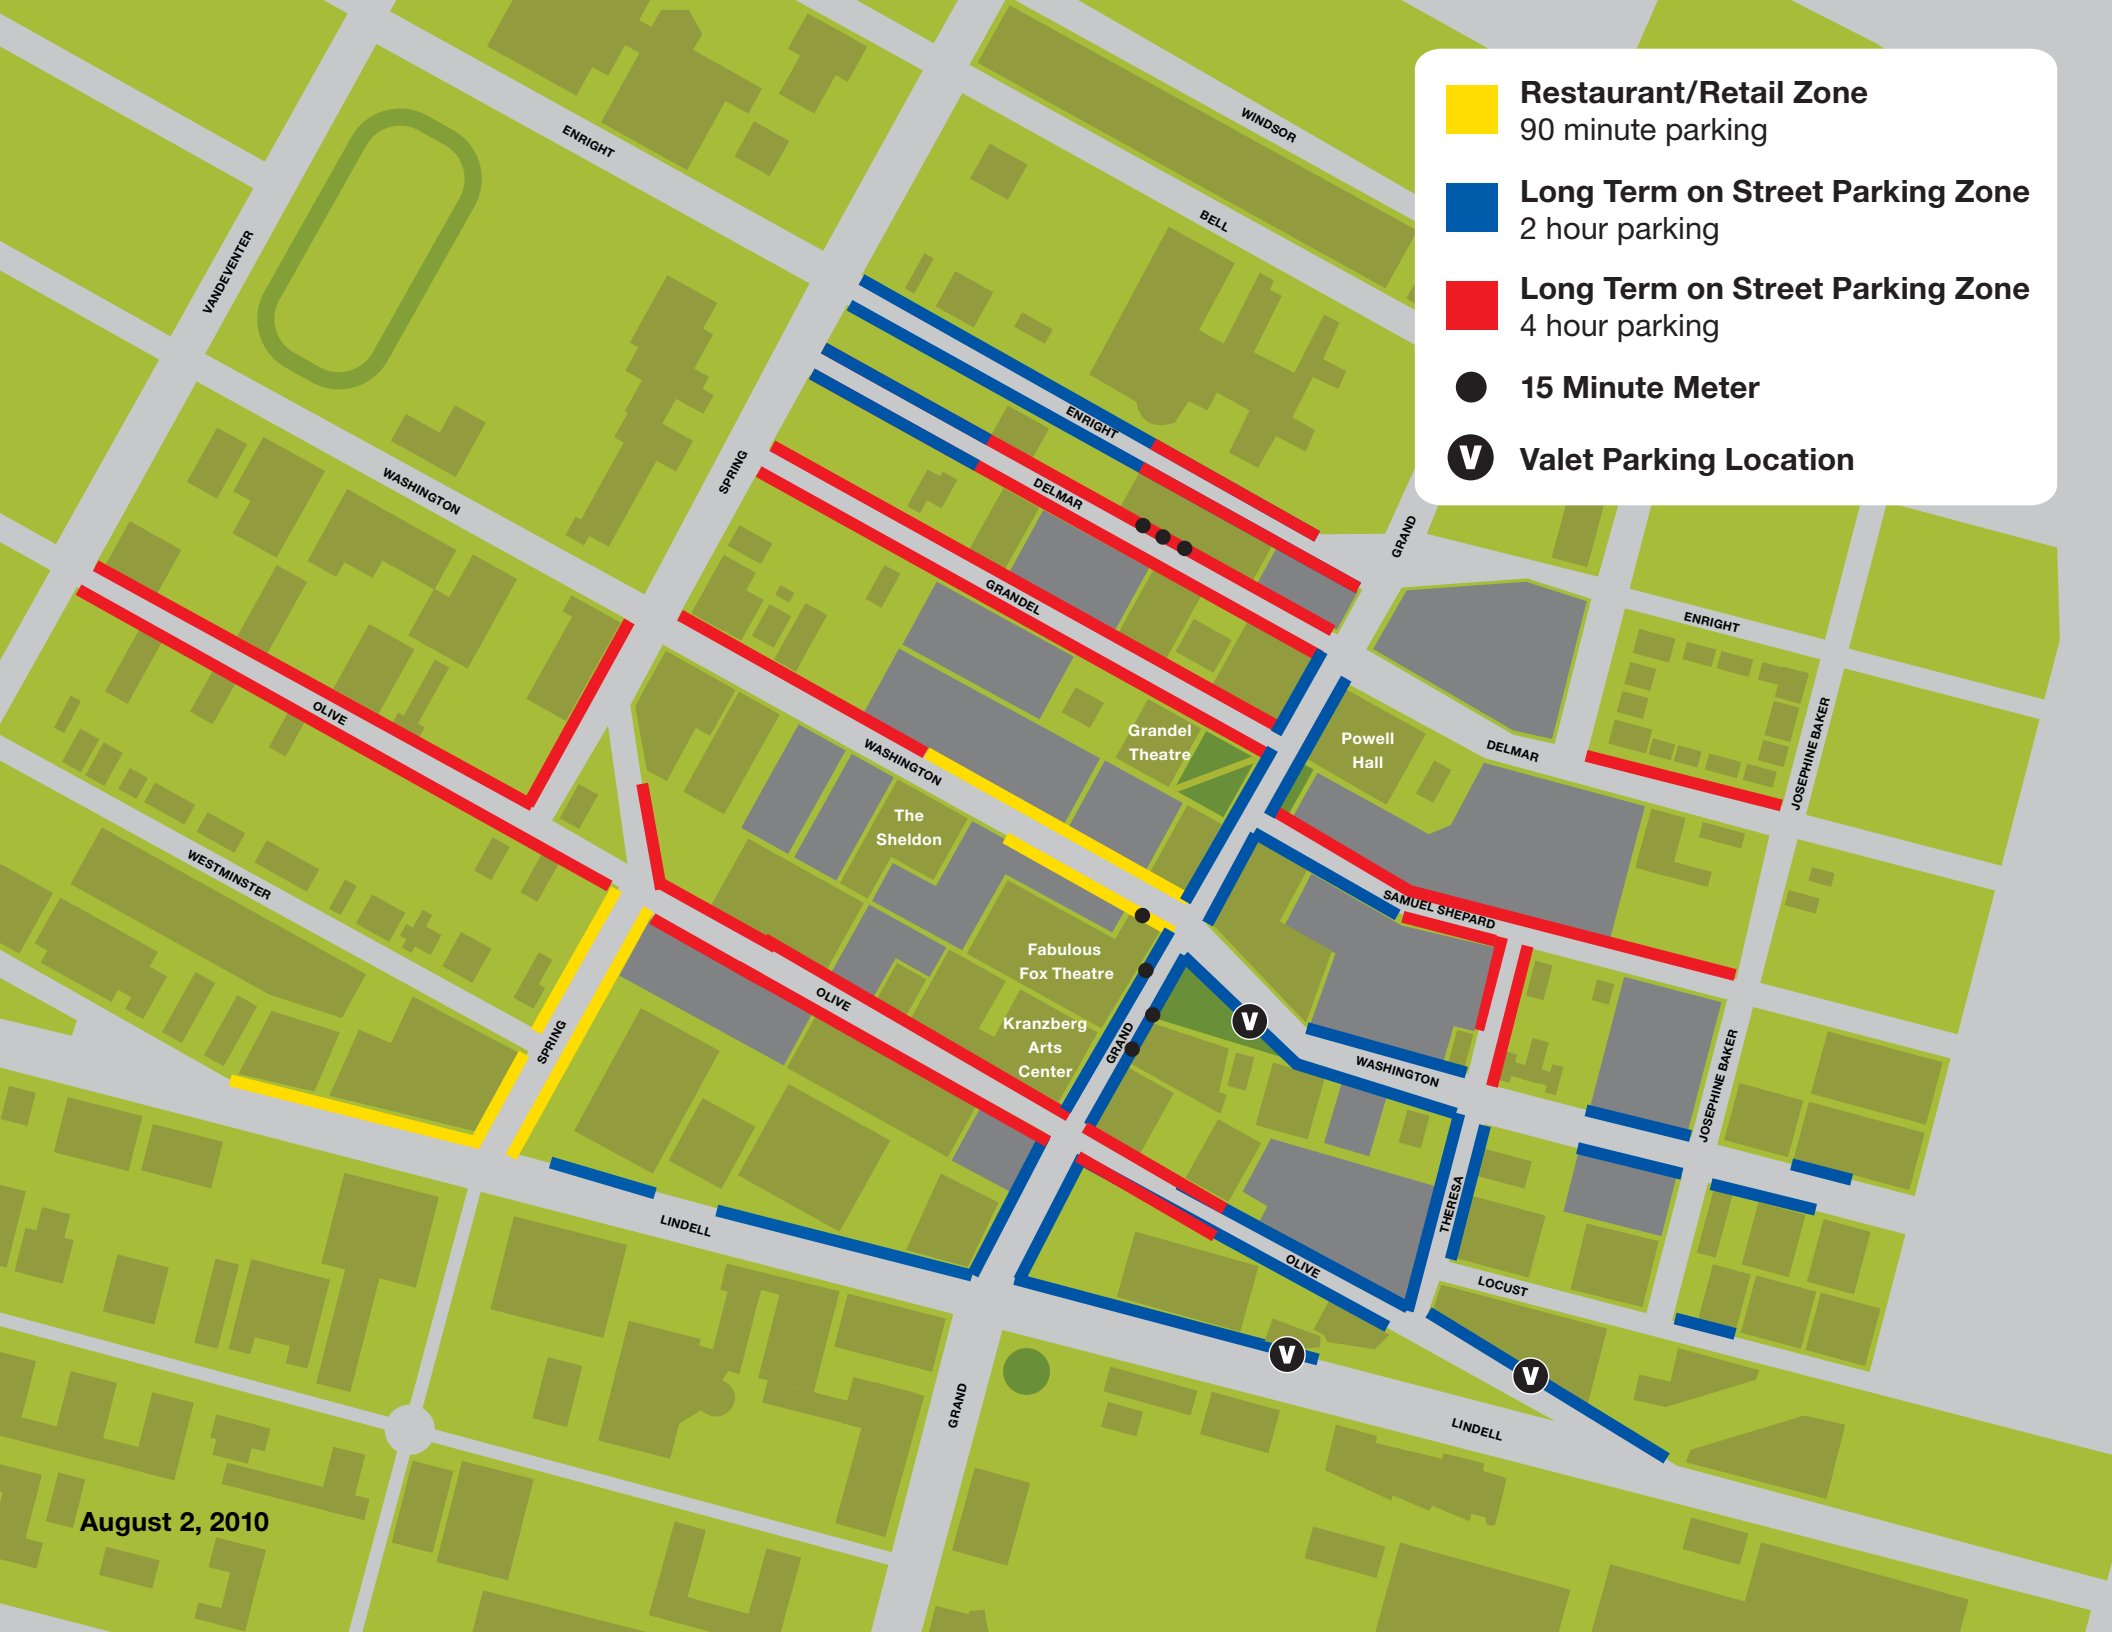 Restaurant/Retail Zone
90 minute parking
Long Term on Street Parking Zone
2 hour parking
Long Term on Street Parking Zone
4 hour parking
15 Minute Meter
V
Valet Parking Location
WINDSOR
ENRIGHT
BELL
VANDEVENTER
ENRIGHT
SPRING
WASHINGTON
DELMAR
GRAND
GRANDEL
ENRIGHT
OLIVE
Grandel
Theatre
Powell
Hall
DELMAR
JOSEPHINE BAKER
WASHINGTON
The
Sheldon
WESTMINSTER
SAMUEL SHEPARD
Fabulous
Fox Theatre
OLIVE
Kranzberg
Arts
Center
GRAND
V
SPRING
WASHINGTON
JOSEPHINE BAKER
THERESA
LINDELL
OLIVE
LOCUST
V
V
GRAND
LINDELL
August 2, 2010